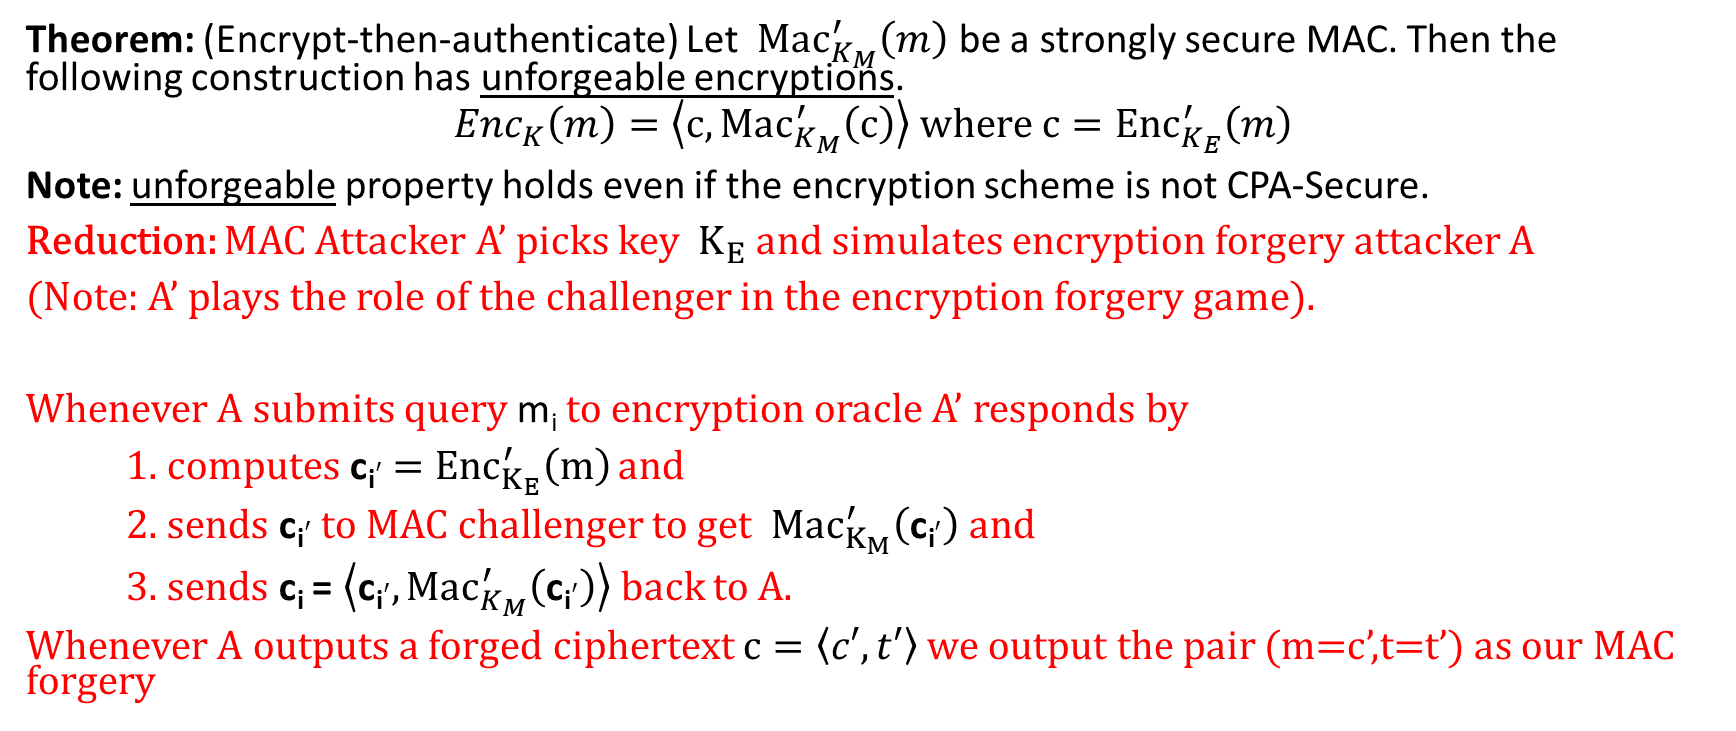 Theorem: (Encrypt-then-authenticate) Let Mac′_{K_M}(m) be a strongly secure MAC. Then the
following construction has unforgeable encryptions.
Enc_K(m) = ⟨c, Mac′_{K_M}(c)⟩ where c = Enc′_{K_E}(m)
Note: unforgeable property holds even if the encryption scheme is not CPA-Secure.
Reduction: MAC Attacker A’ picks key K_E and simulates encryption forgery attacker A
(Note: A’ plays the role of the challenger in the encryption forgery game).
Whenever A submits query m_i to encryption oracle A’ responds by
1. computes c_{i′} = Enc′_{K_E}(m) and
2. sends c_{i′} to MAC challenger to get Mac′_{K_M}(c_{i′}) and
3. sends c_i = ⟨c_{i′}, Mac′_{K_M}(c_{i′})⟩ back to A.
Whenever A outputs a forged ciphertext c = ⟨c′, t′⟩ we output the pair (m=c’,t=t’) as our MAC
forgery